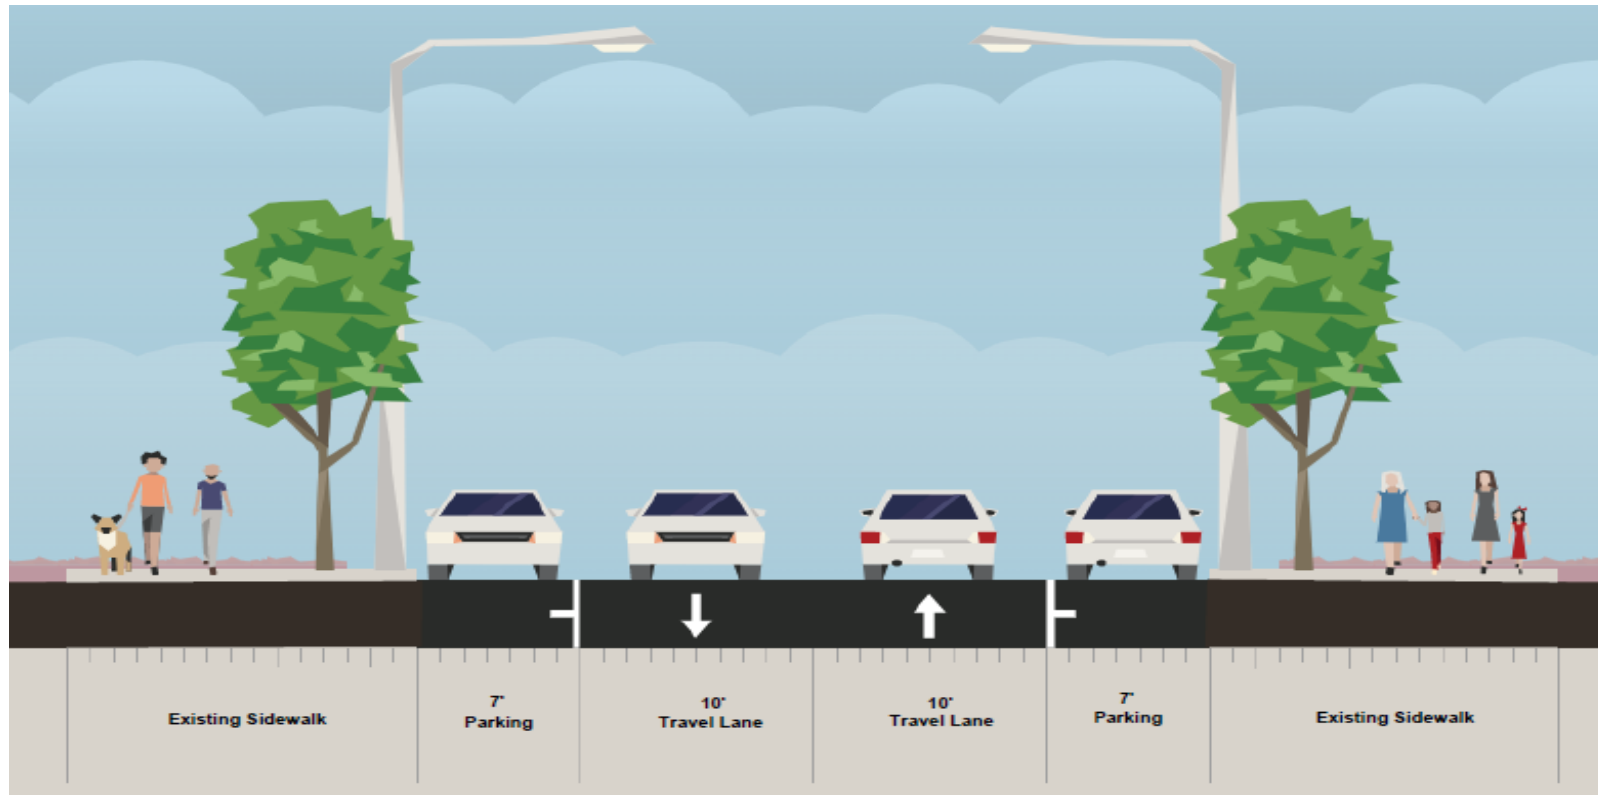 Existing Sidewalk
7'
Parking
10'
Travel Lane
10'
Travel Lane
7'
Parking
Existing Sidewalk